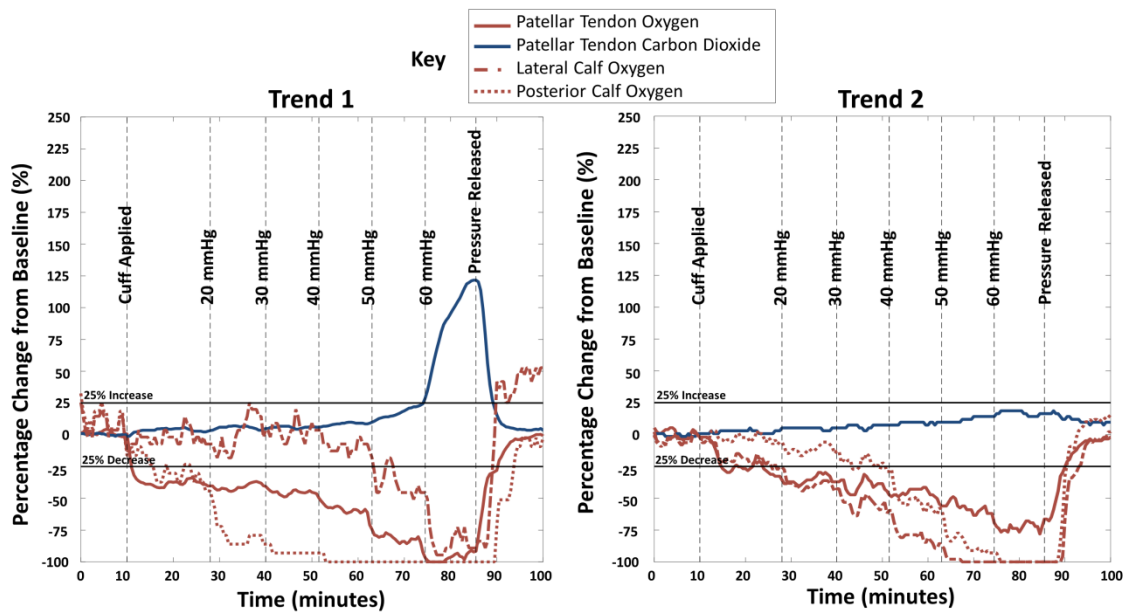 Key
Patellar Tendon Oxygen
Patellar Tendon Carbon Dioxide
Lateral Calf Oxygen
Posterior Calf Oxygen
Trend 1
Percentage Change from Baseline (%)
250
225
200
175
150
125
100
75
50
25
0
-25
-50
-75
-100
25% Increase
25% Decrease
Cuff Applied
20 mmHg
30 mmHg
40 mmHg
50 mmHg
60 mmHg
Pressure Released
0 10 20 30 40 50 60 70 80 90 100
Time (minutes)
Trend 2
Percentage Change from Baseline (%)
250
225
200
175
150
125
100
75
50
25
0
-25
-50
-75
-100
25% Increase
25% Decrease
Cuff Applied
20 mmHg
30 mmHg
40 mmHg
50 mmHg
60 mmHg
Pressure Released
0 10 20 30 40 50 60 70 80 90 100
Time (minutes)